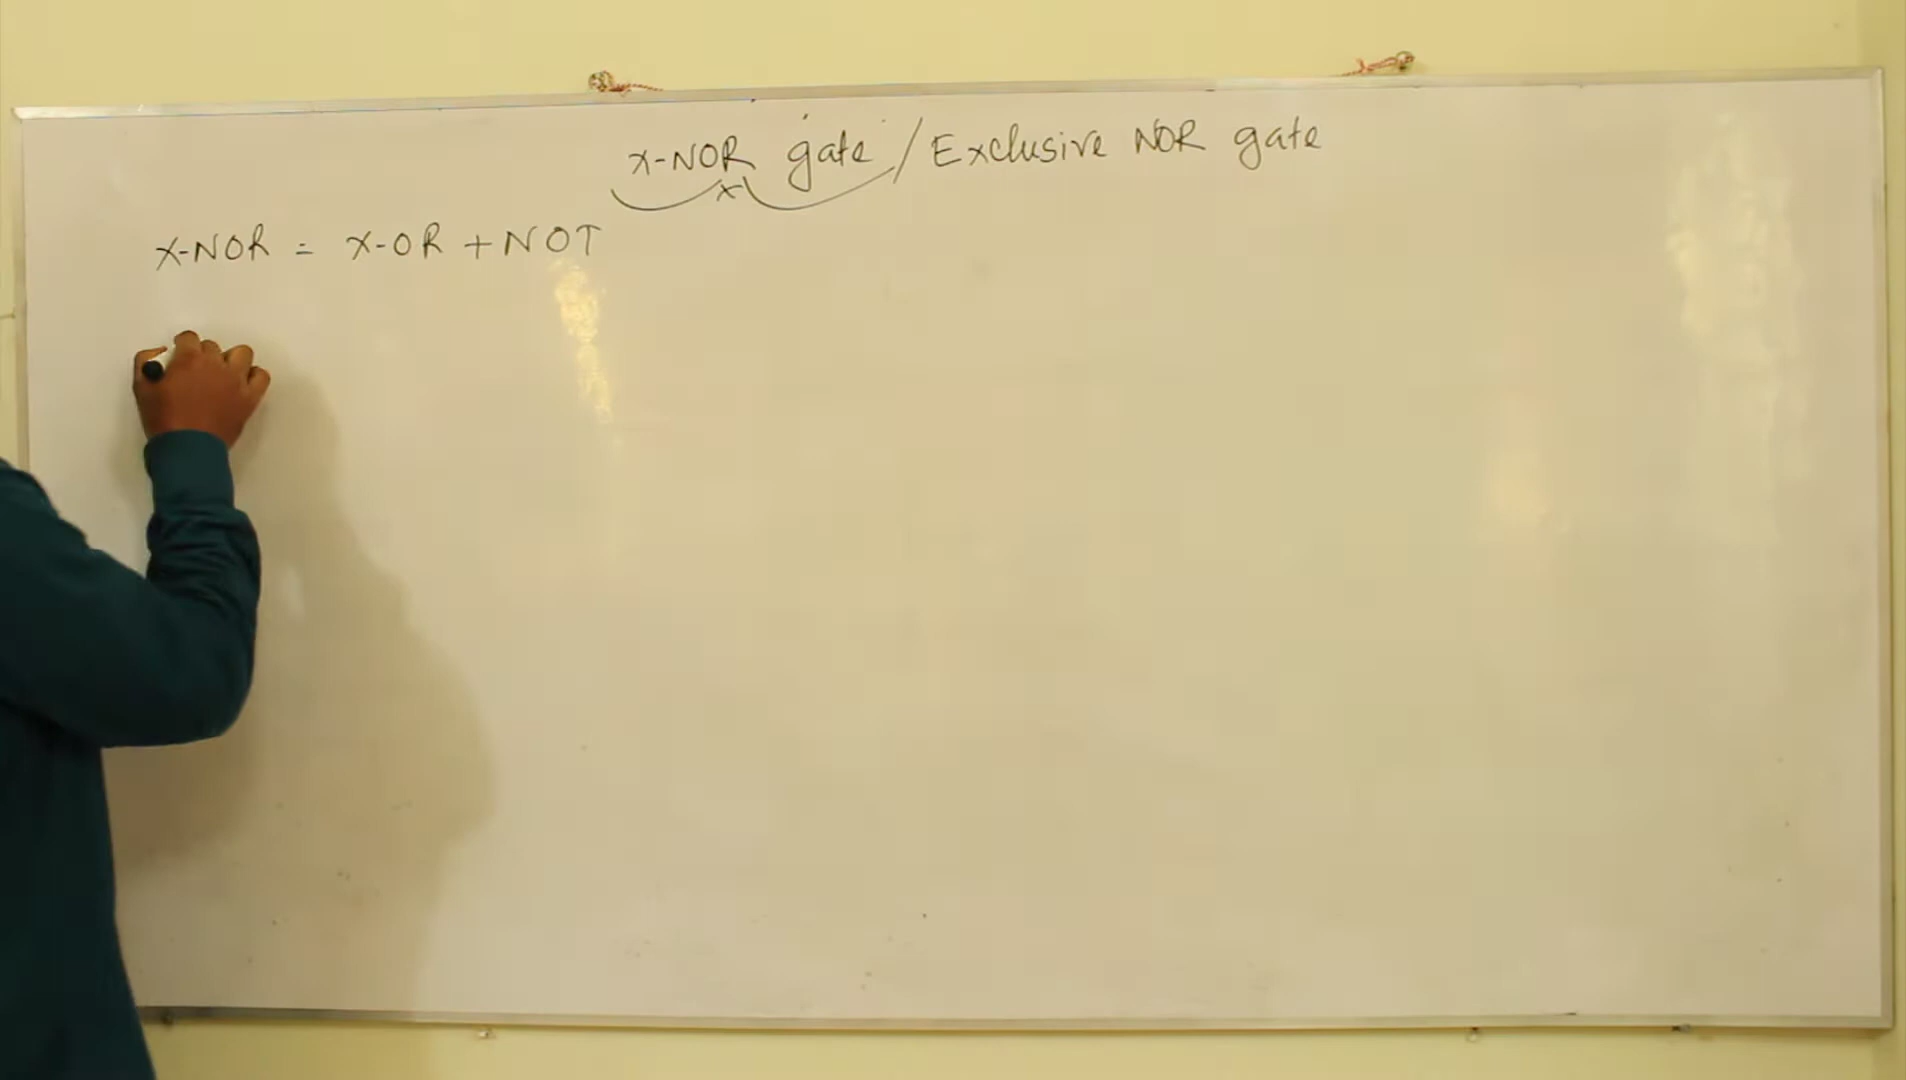 x-NOR gate / Exclusive NOR gate
x
X-NOR = X-OR + NOT